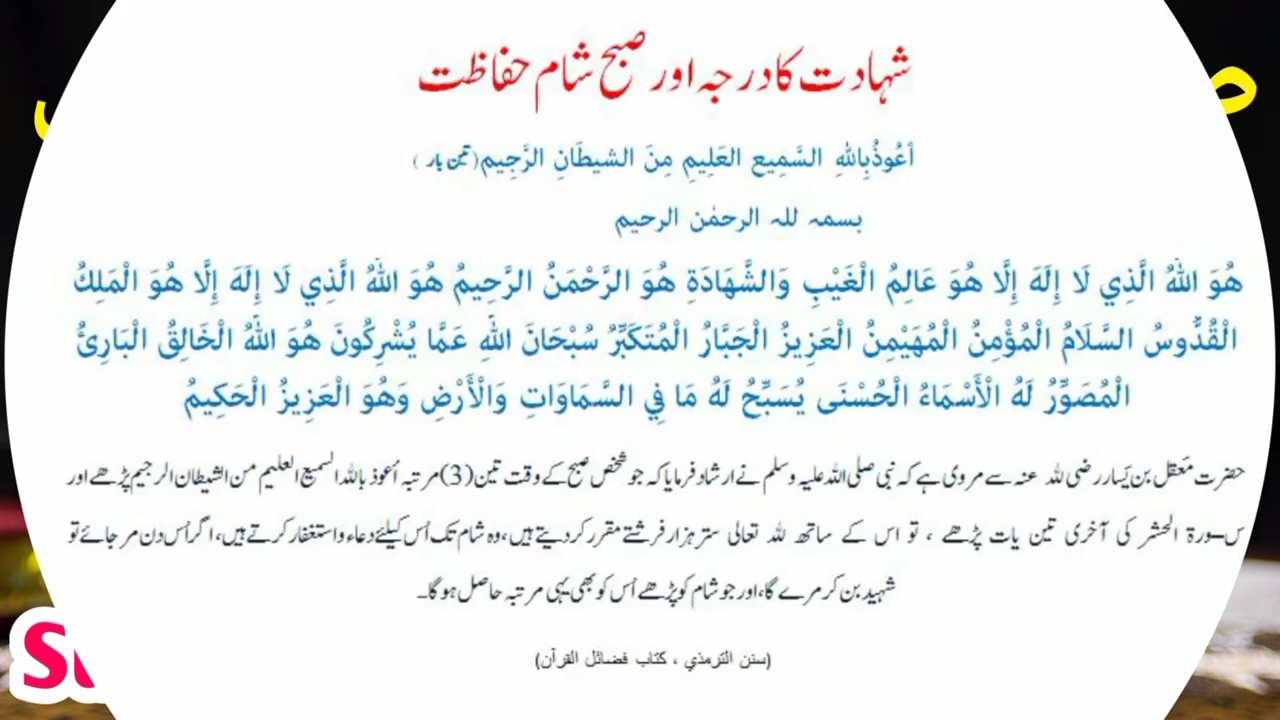 شہادت کا درجہ اور صبح شام حفاظت
أعُوذُبِاللهِ السَّمِيعِ العَلِيمِ مِنَ الشيطَانِ الرَّجِيمِ (تین بار)
بسمہ للہ الرحمٰن الرحیم
هُوَ اللهُ الَّذِي لَا إِلَهَ إِلَّا هُوَ عَالِمُ الْغَيْبِ وَالشَّهَادَةِ هُوَ الرَّحْمَنُ الرَّحِيمُ هُوَ اللهُ الَّذِي لَا إِلَهَ إِلَّا هُوَ الْمَلِكُ
الْقُدُّوسُ السَّلَامُ الْمُؤْمِنُ الْمُهَيْمِنُ الْعَزِيزُ الْجَبَّارُ الْمُتَكَبِّرُ سُبْحَانَ اللهِ عَمَّا يُشْرِكُونَ هُوَ اللهُ الْخَالِقُ الْبَارِئُ
الْمُصَوِّرُ لَهُ الْأَسْمَاءُ الْحُسْنَى يُسَبِّحُ لَهُ مَا فِي السَّمَاوَاتِ وَالْأَرْضِ وَهُوَ الْعَزِيزُ الْحَكِيمُ
حضرت مَعقل بن یَسار رضی للہ عنہ سے مروی ہے کہ نبی صلی اللہ علیہ وسلم نے ارشاد فرمایا کہ جو شخص صبح کے وقت تین (3) مرتبہ أعوذ باللہ السمیع العلیم من الشیطان الرجیم پڑھے اور
سورۃ الحشر کی آخری تین یات پڑھے ، تو اس کے ساتھ للہ تعالی ستر ہزار فرشتے مقرر کر دیتے ہیں، وہ شام تک اُس کیلئے دعاء و استغفار کرتے ہیں، اگر اُس دن مر جائے تو
شہید بن کر مرے گا، اور جو شام کو پڑھے اُس کو بھی یہی مرتبہ حاصل ہو گا۔
(سنن الترمذي ، كتاب فضائل القرآن)